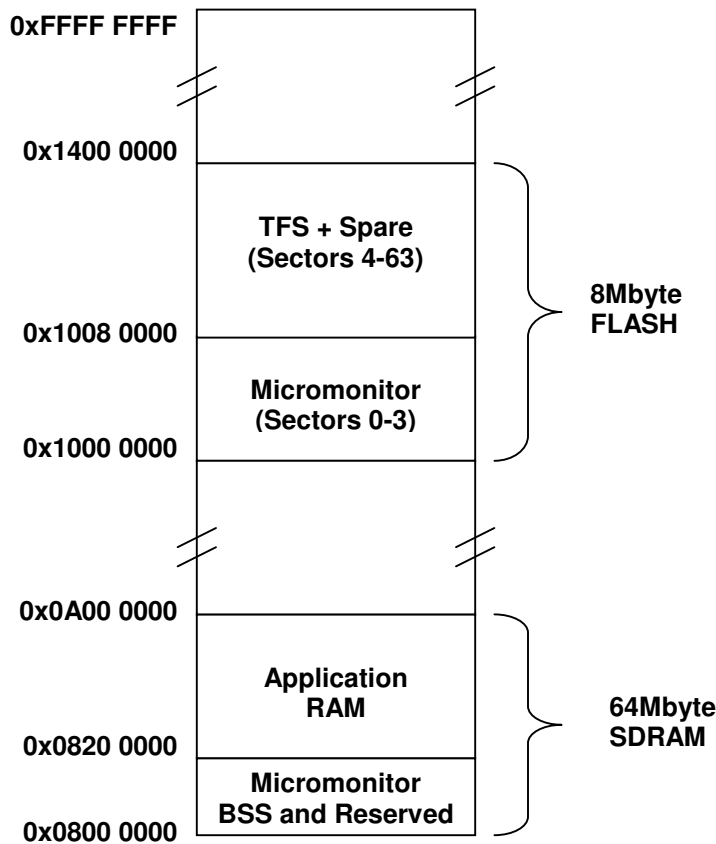 0xFFFF FFFF
0x1400 0000
TFS + Spare
(Sectors 4-63)
8Mbyte
FLASH
0x1008 0000
Micromonitor
(Sectors 0-3)
0x1000 0000
0x0A00 0000
Application
RAM
64Mbyte
SDRAM
0x0820 0000
Micromonitor
BSS and Reserved
0x0800 0000